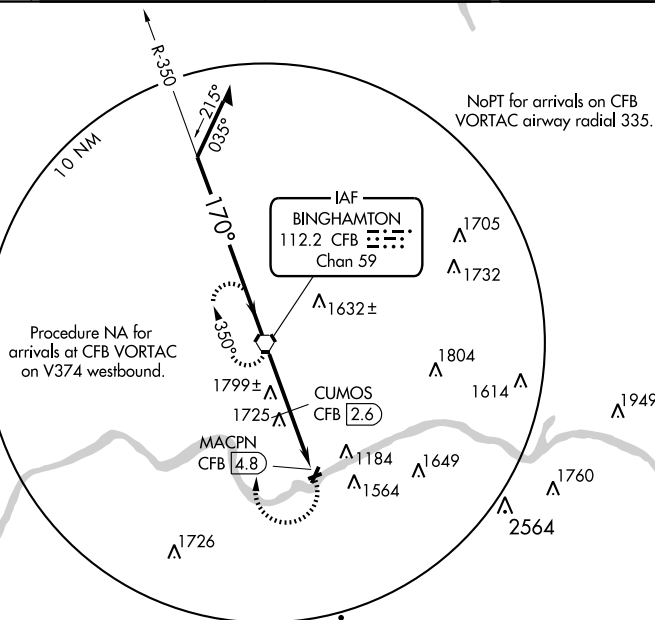 R-350
215°
035°
10 NM
NoPT for arrivals on CFB
VORTAC airway radial 335.
170°
IAF
BINGHAMTON
112.2 CFB
Chan 59
1705
1732
1632±
350°
Procedure NA for
arrivals at CFB VORTAC
on V374 westbound.
1804
1799±
1614
CUMOS
CFB 2.6
1949
1725
MACPN
CFB 4.8
1184
1649
1564
1760
2564
1726